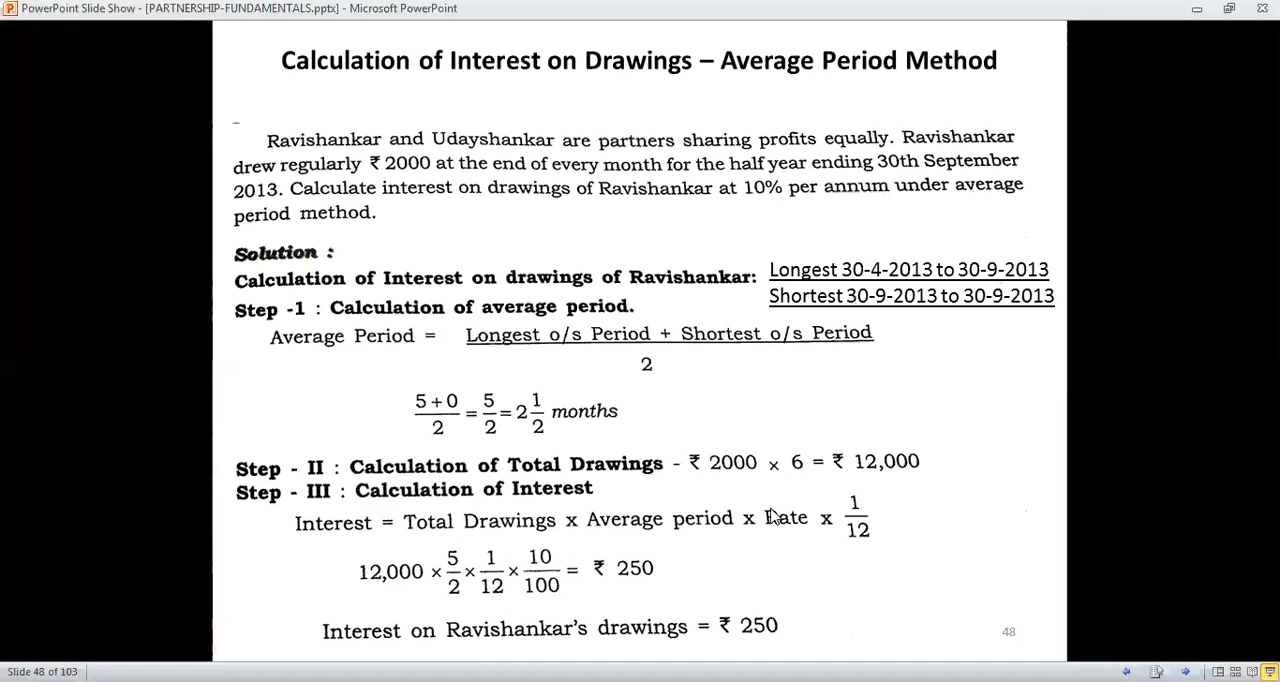 PowerPoint Slide Show - [PARTNERSHIP-FUNDAMENTALS.pptx] - Microsoft PowerPoint
Calculation of Interest on Drawings – Average Period Method
Ravishankar and Udayshankar are partners sharing profits equally. Ravishankar
drew regularly ₹ 2000 at the end of every month for the half year ending 30th September
2013. Calculate interest on drawings of Ravishankar at 10% per annum under average
period method.
Solution :
Calculation of Interest on drawings of Ravishankar:
Longest 30-4-2013 to 30-9-2013
Shortest 30-9-2013 to 30-9-2013
Step -1 : Calculation of average period.
Average Period = Longest o/s Period + Shortest o/s Period
2
5+0/2 = 5/2 = 2 1/2 months
Step - II : Calculation of Total Drawings - ₹ 2000 × 6 = ₹ 12,000
Step - III : Calculation of Interest
Interest = Total Drawings x Average period x Rate x 1/12
12,000 × 5/2 × 1/12 × 10/100 = ₹ 250
Interest on Ravishankar's drawings = ₹ 250
48
Slide 48 of 103